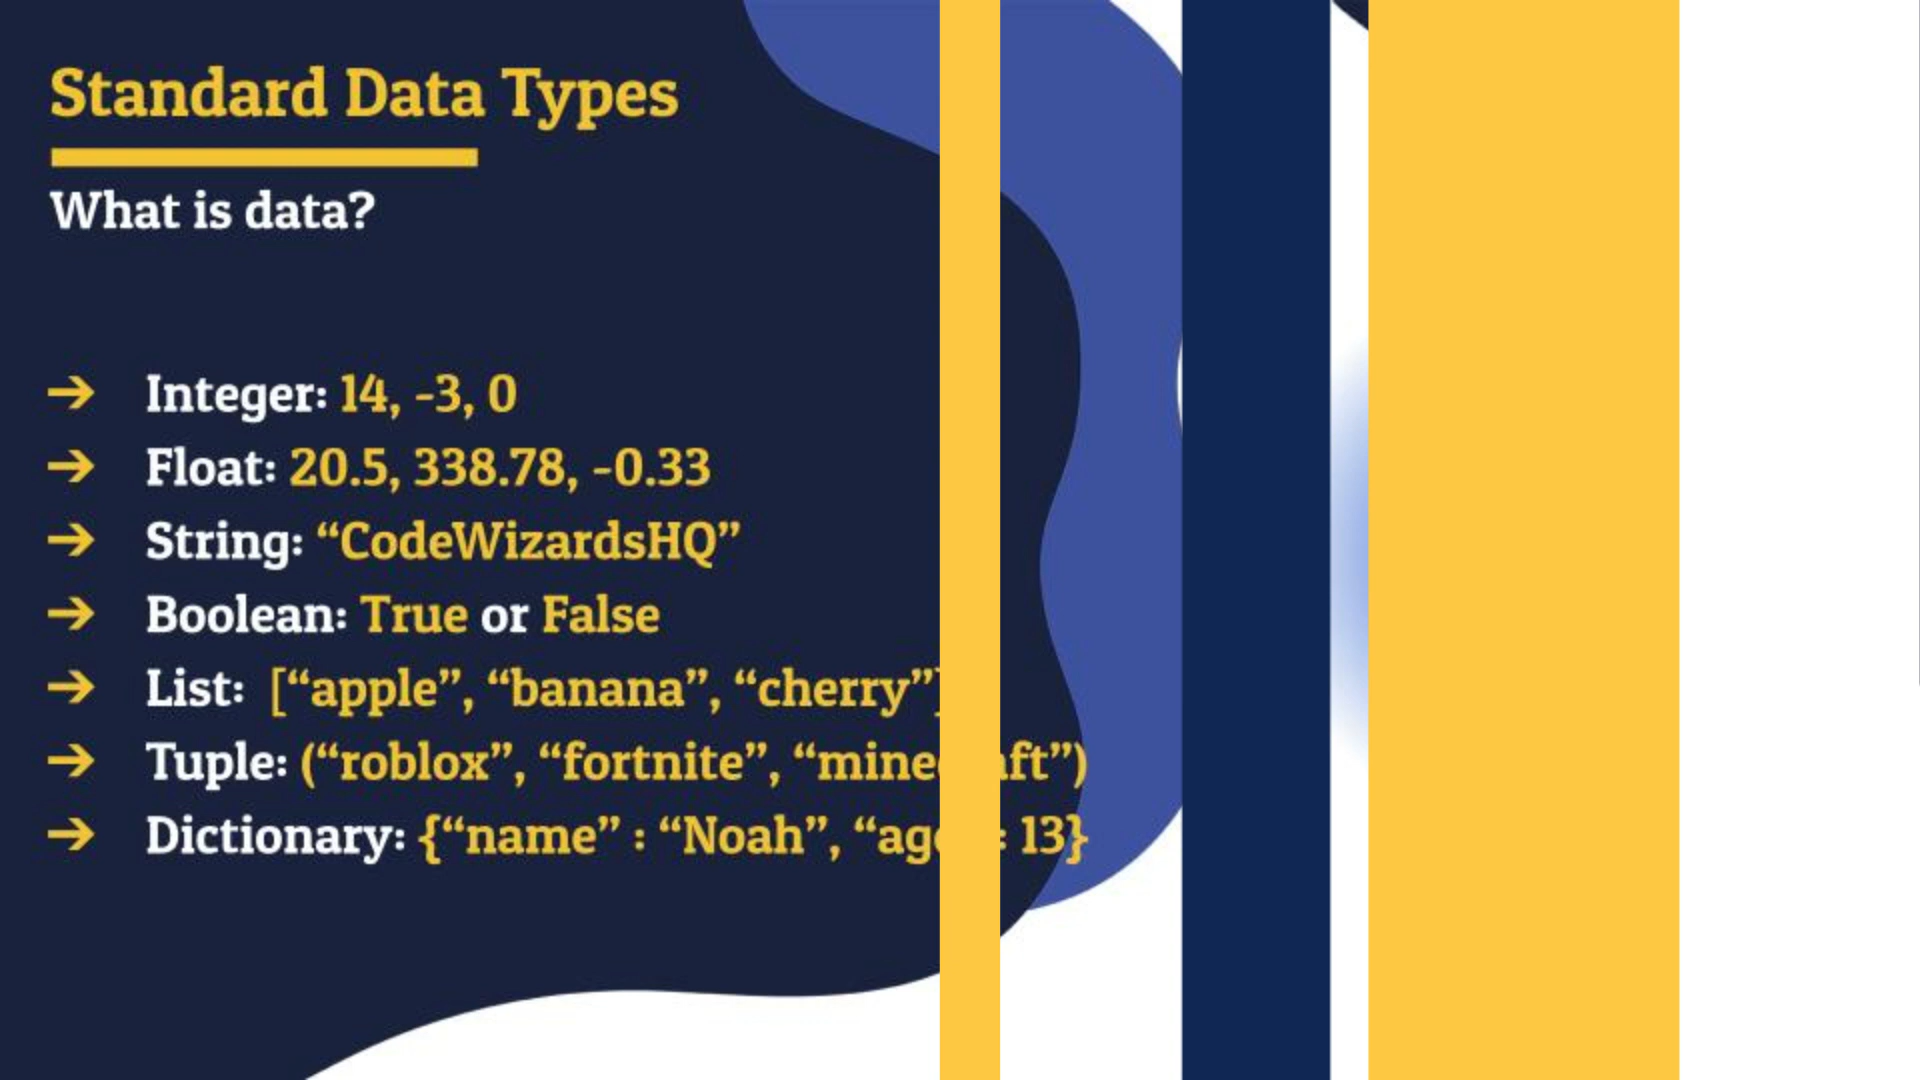 Standard Data Types
What is data?
➔ Integer: 14, -3, 0
➔ Float: 20.5, 338.78, -0.33
➔ String: “CodeWizardsHQ”
➔ Boolean: True or False
➔ List: [“apple”, “banana”, “cherry”]
➔ Tuple: (“roblox”, “fortnite”,
➔ Dictionary: {“name” : “Noah”, : 13}